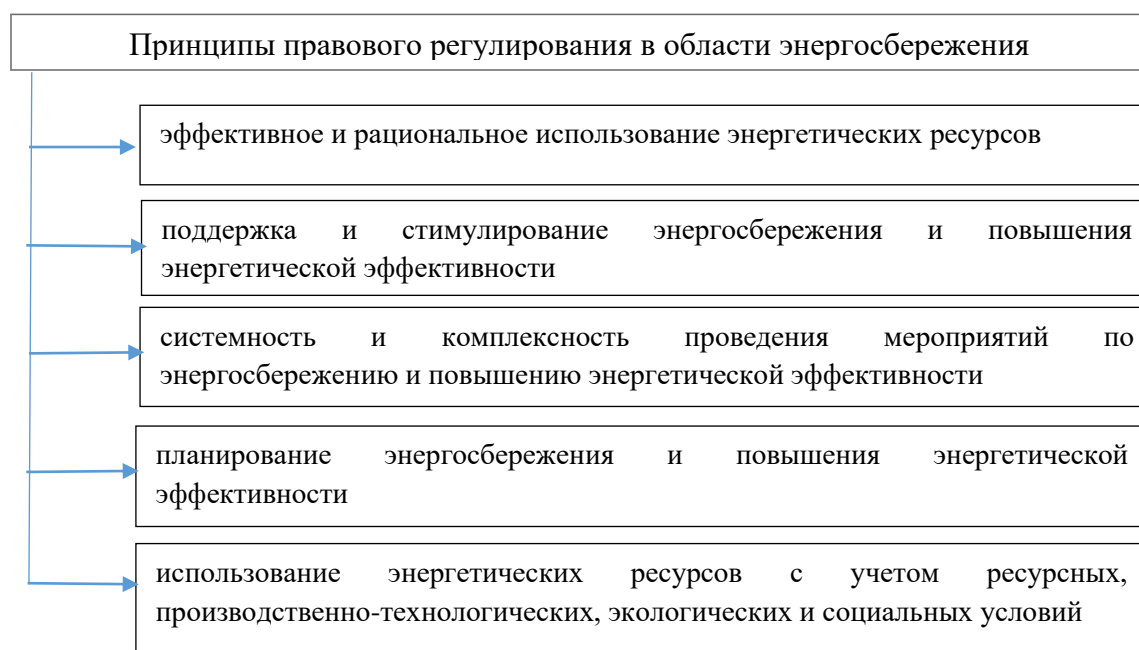 Принципы правового регулирования в области энергосбережения
эффективное и рациональное использование энергетических ресурсов
поддержка и стимулирование энергосбережения и повышения
энергетической эффективности
системность и комплексность проведения мероприятий по
энергосбережению и повышению энергетической эффективности
планирование энергосбережения и повышения энергетической
эффективности
использование энергетических ресурсов с учетом ресурсных,
производственно-технологических, экологических и социальных условий